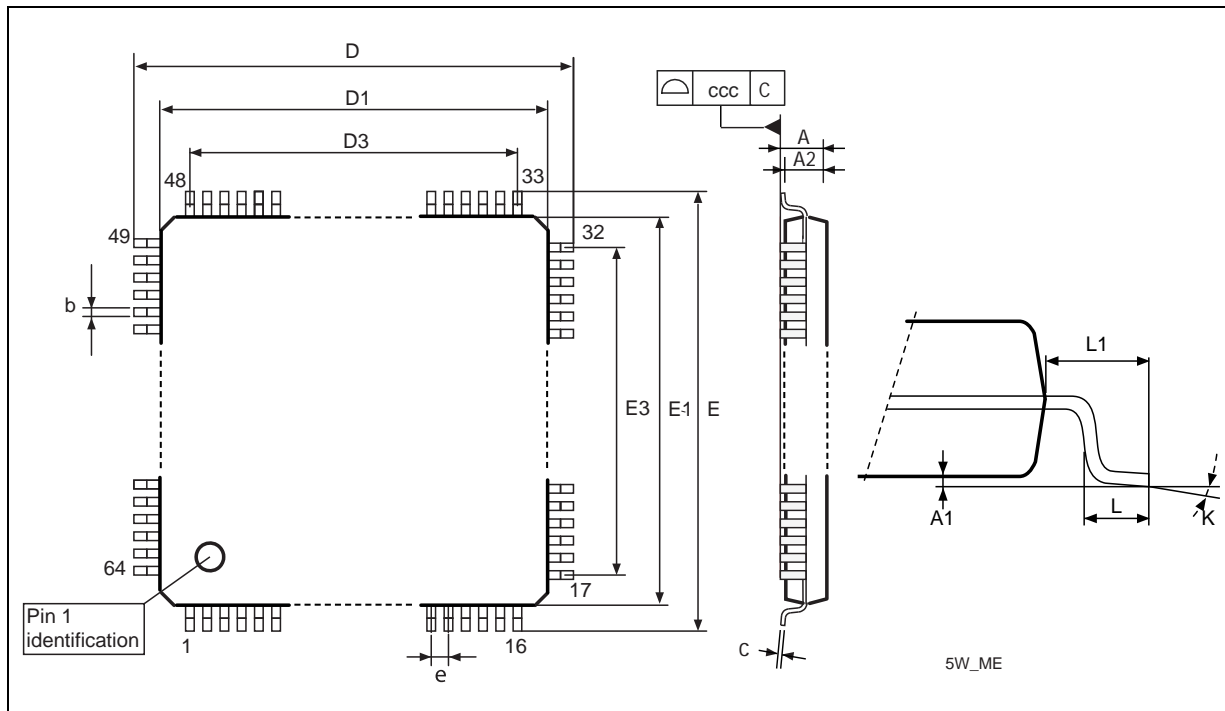 D
D1
ccc C
A
D3
A2
48
33
49
32
b
L1
E3
E1
E
A1
L
K
64
17
Pin 1
identification
1
16
C
e
5W_ME